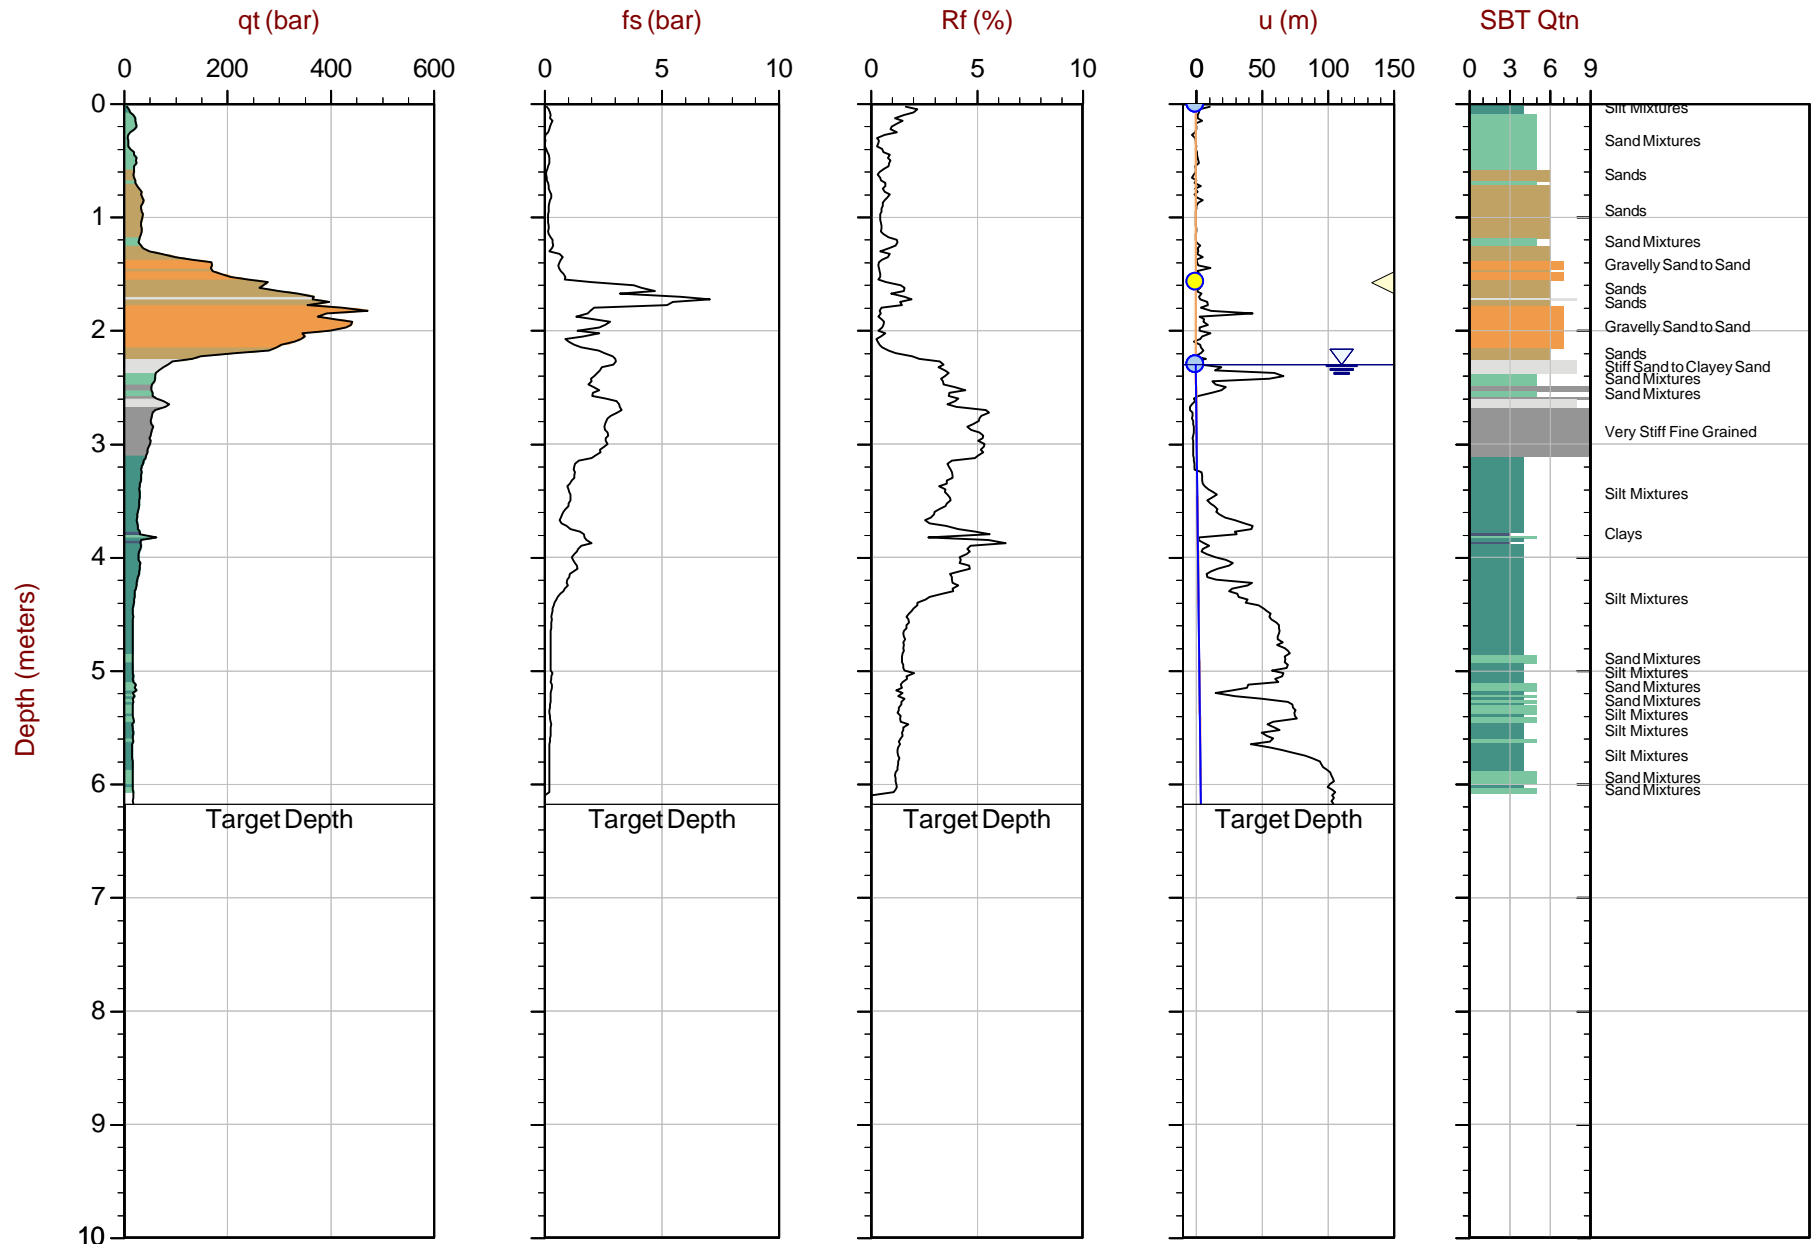 qt (bar) fs (bar) Rf (%) u (m) SBT Qtn
0 200 400 600 0 5 10 0 5 10 0 50 100 150 0 3 6 9
Depth (meters)
0
1
2
3
4
5
6
7
8
9
10
Target Depth Target Depth Target Depth Target Depth
Silt Mixtures
Sand Mixtures
Sands
Sands
Sand Mixtures
Gravelly Sand to Sand
Sands
Sands
Gravelly Sand to Sand
Sands
Stiff Sand to Clayey Sand
Sand Mixtures
Sand Mixtures
Very Stiff Fine Grained
Silt Mixtures
Clays
Silt Mixtures
Sand Mixtures
Silt Mixtures
Sand Mixtures
Sand Mixtures
Silt Mixtures
Silt Mixtures
Silt Mixtures
Sand Mixtures
Sand Mixtures